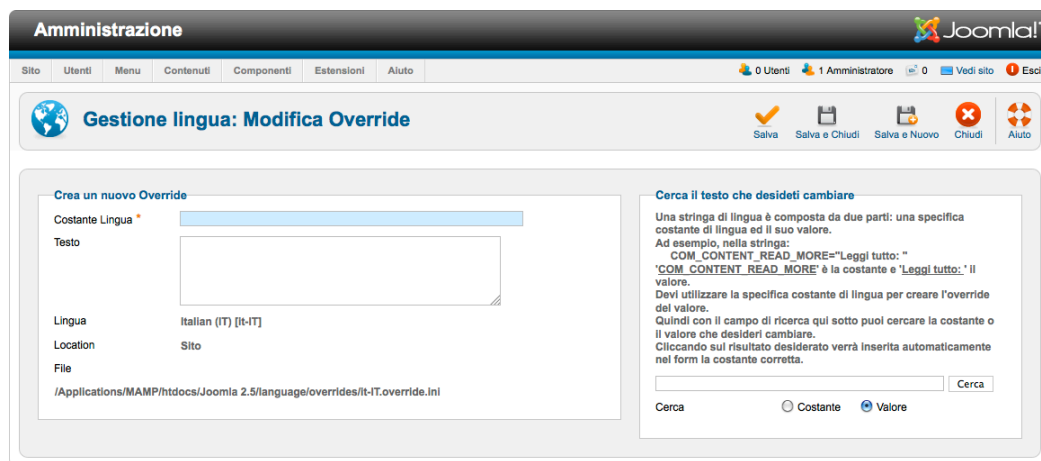 Amministrazione
Joomla!
Sito Utenti Menu Contenuti Componenti Estensioni Aiuto
0 Utenti 1 Amministratore 0 Vedi sito Esci
Gestione lingua: Modifica Override
Salva Salva e Chiudi Salva e Nuovo Chiudi Aiuto
Crea un nuovo Override
Costante Lingua *
Testo
Lingua Italian (IT) [it-IT]
Location Sito
File
/Applications/MAMP/htdocs/Joomla 2.5/language/overrides/it-IT.override.ini
Cerca il testo che desideti cambiare
Una stringa di lingua è composta da due parti: una specifica
costante di lingua ed il suo valore.
Ad esempio, nella stringa:
COM_CONTENT_READ_MORE="Leggi tutto: "
'COM_CONTENT_READ_MORE' è la costante e 'Leggi tutto: ' il
valore.
Devi utilizzare la specifica costante di lingua per creare l'override
del valore.
Quindi con il campo di ricerca qui sotto puoi cercare la costante o
il valore che desideri cambiare.
Cliccando sul risultato desiderato verrà inserita automaticamente
nel form la costante corretta.
Cerca
Cerca Costante Valore